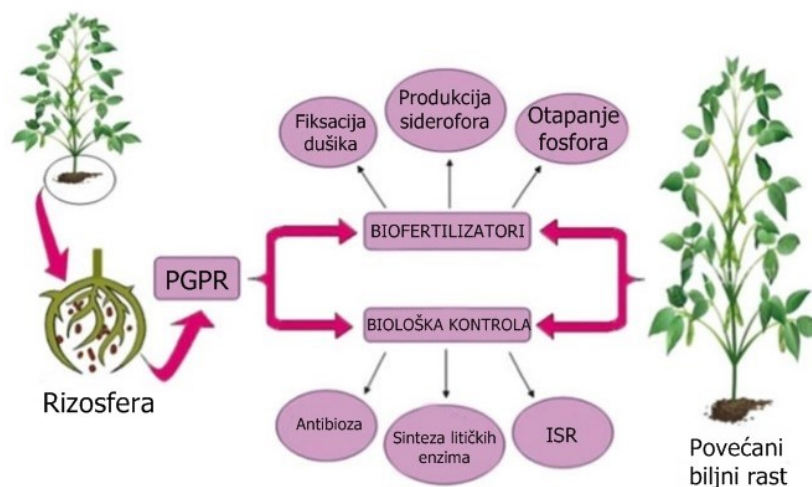 Fiksacija
dušika
Produkcija
siderofora
Otapanje
fosfora
BIOFERTILIZATORI
PGPR
BIOLOŠKA KONTROLA
Rizosfera
Antibioza
Sinteza litičkih
enzima
ISR
Povećani
biljni rast